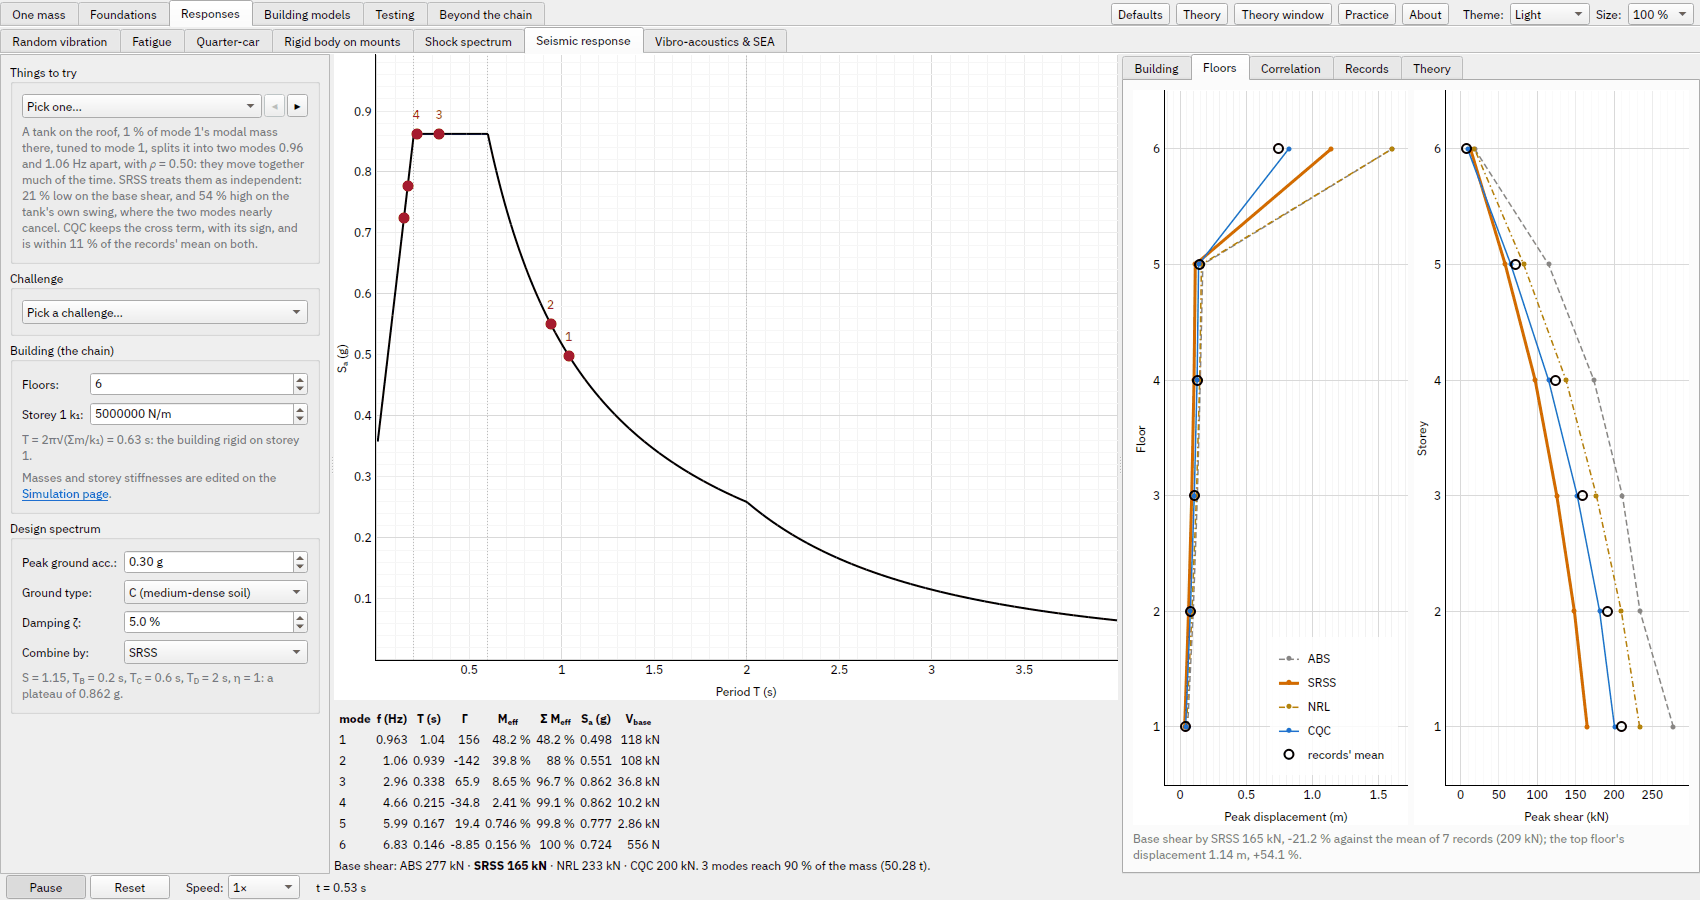 One mass Foundations Responses Building models Testing Beyond the chain Defaults Theory Theory window Practice About Theme: Light Size: 100 %
Random vibration Fatigue Quarter-car Rigid body on mounts Shock spectrum Seismic response Vibro-acoustics & SEA
Things to try
Pick one...
A tank on the roof, 1 % of mode 1's modal mass
there, tuned to mode 1, splits it into two modes 0.96
and 1.06 Hz apart, with ρ = 0.50: they move together
much of the time. SRSS treats them as independent:
21 % low on the base shear, and 54 % high on the
tank's own swing, where the two modes nearly
cancel. CQC keeps the cross term, with its sign, and
is within 11 % of the records' mean on both.
Challenge
Pick a challenge...
Building (the chain)
Floors: 6
Storey 1 k₁: 5000000 N/m
T = 2π√(Σm/k₁) = 0.63 s: the building rigid on storey
1.
Masses and storey stiffnesses are edited on the
Simulation page.
Design spectrum
Peak ground acc.: 0.30 g
Ground type: C (medium-dense soil)
Damping ζ: 5.0 %
Combine by: SRSS
S = 1.15, T_B = 0.2 s, T_C = 0.6 s, T_D = 2 s, η = 1: a
plateau of 0.862 g.
Pause Reset Speed: 1× t = 0.53 s
0.9
0.8
0.7
0.6
0.5
0.4
0.3
0.2
0.1
Sₐ (g)
4 3
2
1
0.5 1 1.5 2 2.5 3 3.5
Period T (s)
mode f (Hz) T (s) Γ M_eff Σ M_eff Sₐ (g) V_base
1 0.963 1.04 156 48.2 % 48.2 % 0.498 118 kN
2 1.06 0.939 -142 39.8 % 88 % 0.551 108 kN
3 2.96 0.338 65.9 8.65 % 96.7 % 0.862 36.8 kN
4 4.66 0.215 -34.8 2.41 % 99.1 % 0.862 10.2 kN
5 5.99 0.167 19.4 0.746 % 99.8 % 0.777 2.86 kN
6 6.83 0.146 -8.85 0.156 % 100 % 0.724 556 N
Base shear: ABS 277 kN · SRSS 165 kN · NRL 233 kN · CQC 200 kN. 3 modes reach 90 % of the mass (50.28 t).
Building Floors Correlation Records Theory
6
5
4
3
2
1
Floor
0 0.5 1.0 1.5
Peak displacement (m)
ABS
SRSS
NRL
CQC
records' mean
6
5
4
3
2
1
Storey
0 50 100 150 200 250
Peak shear (kN)
Base shear by SRSS 165 kN, -21.2 % against the mean of 7 records (209 kN); the top floor's
displacement 1.14 m, +54.1 %.